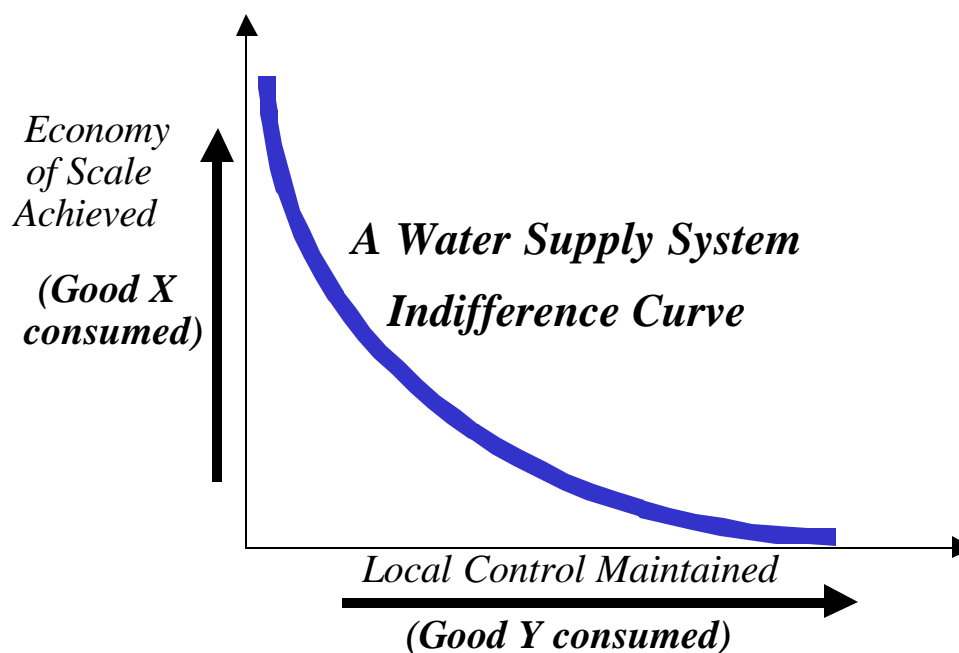 Economy
of Scale
Achieved
(Good X
consumed)
A Water Supply System
Indifference Curve
Local Control Maintained
(Good Y consumed)